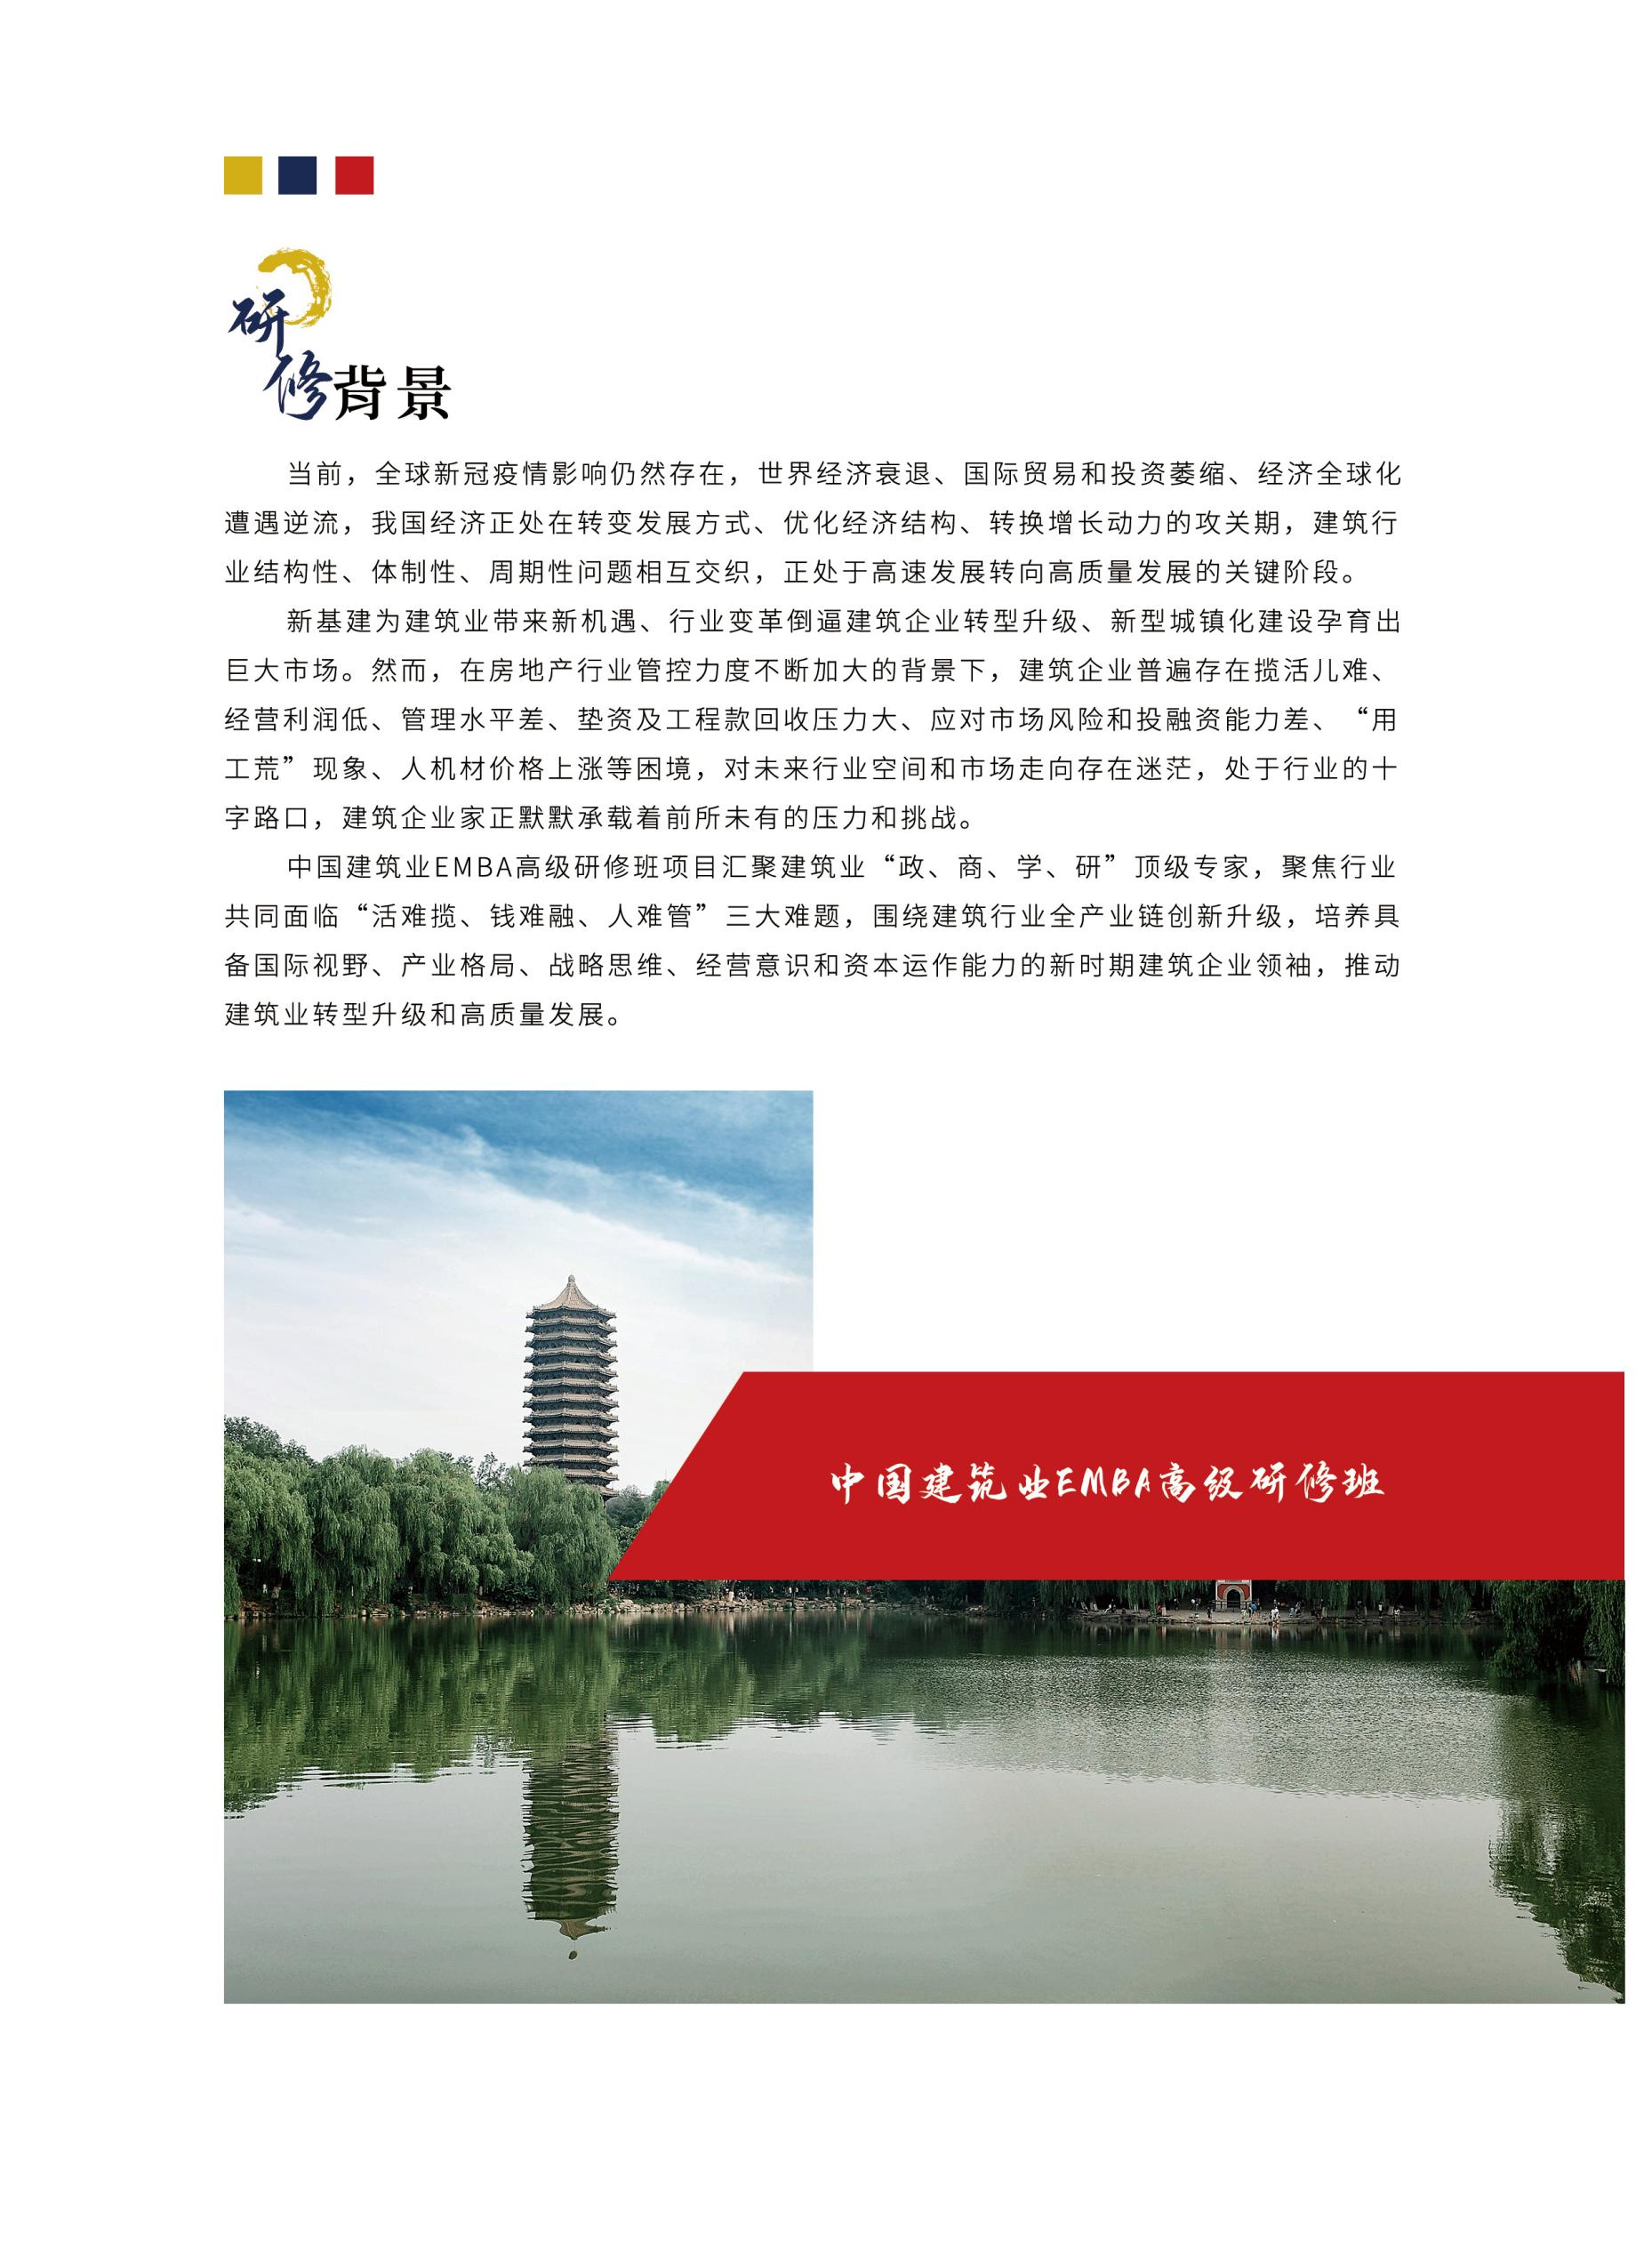 研修背景
当前，全球新冠疫情影响仍然存在，世界经济衰退、国际贸易和投资萎缩、经济全球化
遭遇逆流，我国经济正处在转变发展方式、优化经济结构、转换增长动力的攻关期，建筑行
业结构性、体制性、周期性问题相互交织，正处于高速发展转向高质量发展的关键阶段。
新基建为建筑业带来新机遇、行业变革倒逼建筑企业转型升级、新型城镇化建设孕育出
巨大市场。然而，在房地产行业管控力度不断加大的背景下，建筑企业普遍存在揽活儿难、
经营利润低、管理水平差、垫资及工程款回收压力大、应对市场风险和投融资能力差、“用
工荒”现象、人机材价格上涨等困境，对未来行业空间和市场走向存在迷茫，处于行业的十
字路口，建筑企业家正默默承载着前所未有的压力和挑战。
中国建筑业EMBA高级研修班项目汇聚建筑业“政、商、学、研”顶级专家，聚焦行业
共同面临“活难揽、钱难融、人难管”三大难题，围绕建筑行业全产业链创新升级，培养具
备国际视野、产业格局、战略思维、经营意识和资本运作能力的新时期建筑企业领袖，推动
建筑业转型升级和高质量发展。
中国建筑业EMBA高级研修班